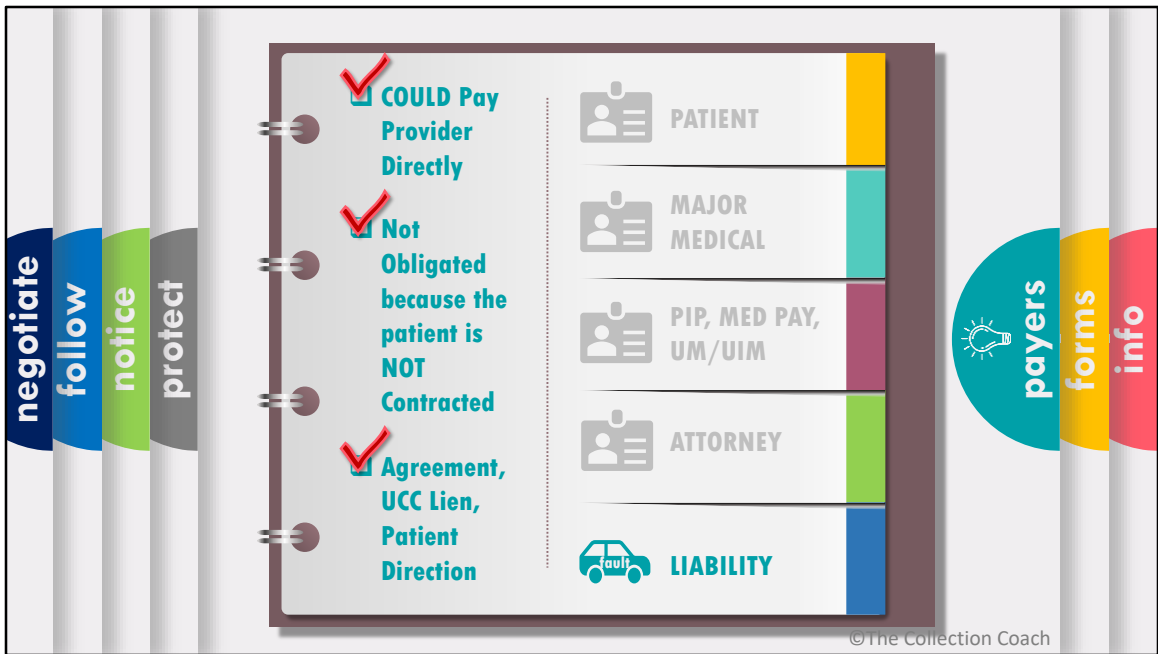 negotiate
follow
notice
protect
COULD Pay
Provider
Directly
Not
Obligated
because the
patient is
NOT
Contracted
Agreement,
UCC Lien,
Patient
Direction
PATIENT
MAJOR
MEDICAL
PIP, MED PAY,
UM/UIM
ATTORNEY
fault
LIABILITY
payers
forms
info
©The Collection Coach